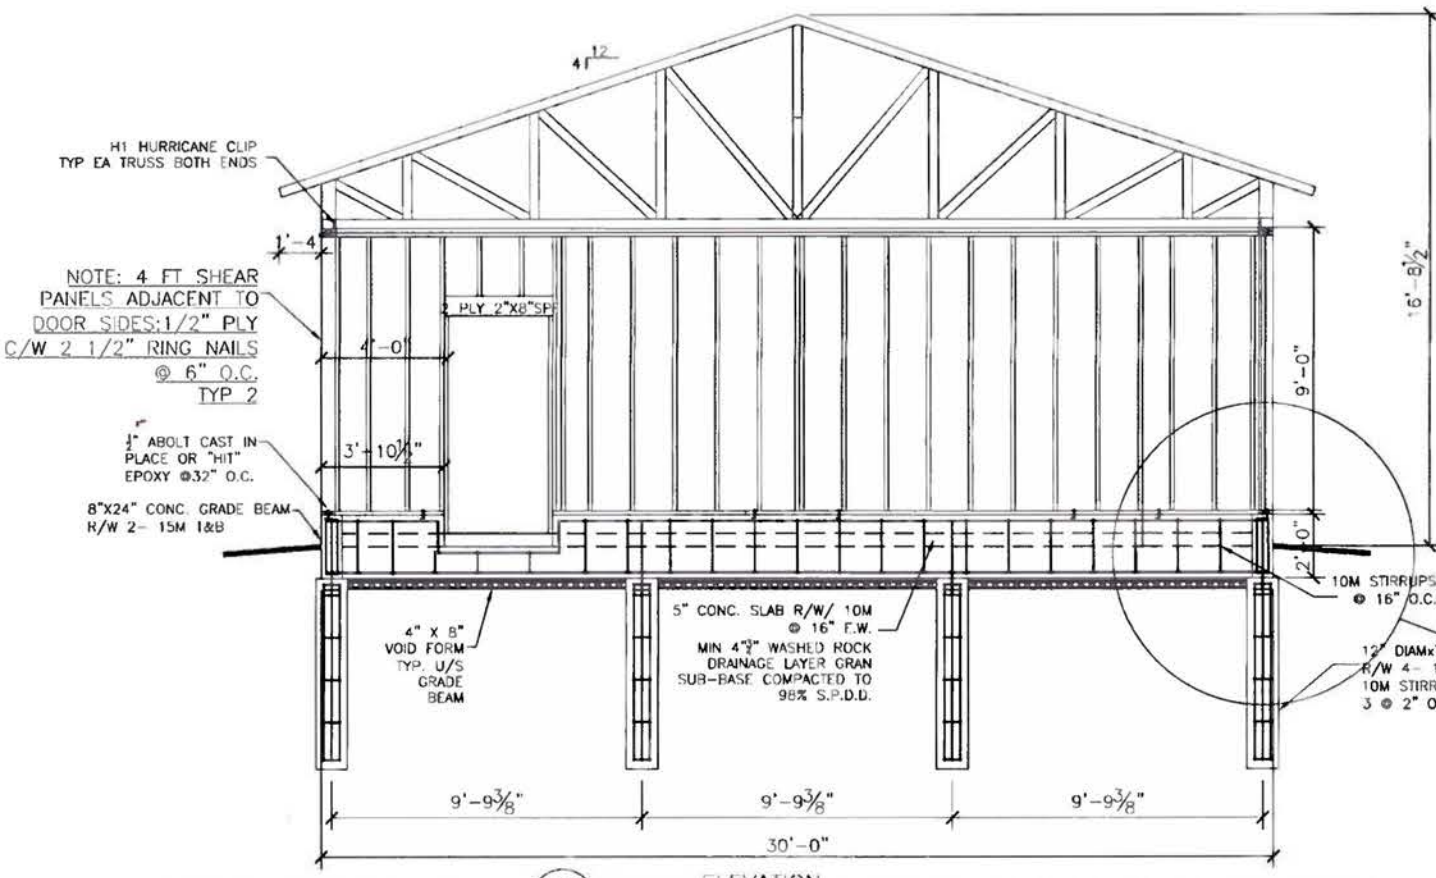 12
4
H1 HURRICANE CLIP
TYP EA TRUSS BOTH ENDS
1'-4
NOTE: 4 FT SHEAR
PANELS ADJACENT TO
DOOR SIDES:1/2" PLY
C/W 2 1/2" RING NAILS
@ 6" O.C.
TYP 2
PLY 2"X8"SPF
4'-0"
3'-10½"
½" ABOLT CAST IN
PLACE OR "HIT"
EPOXY @32" O.C.
8"X24" CONC. GRADE BEAM
R/W 2- 15M T&B
16'-8½"
9'-0"
2'-0"
10M STIRRUPS
@ 16" O.C.
4" X 8"
VOID FORM
TYP. U/S
GRADE
BEAM
5" CONC. SLAB R/W/ 10M
@ 16" E.W.
MIN 4" WASHED ROCK
DRAINAGE LAYER GRAN
SUB-BASE COMPACTED TO
98% S.P.D.D.
12" DIAMx
R/W 4-
10M STIRR
3 @ 2" O
9'-9⅜"
9'-9⅜"
9'-9⅜"
30'-0"
ELEVATION